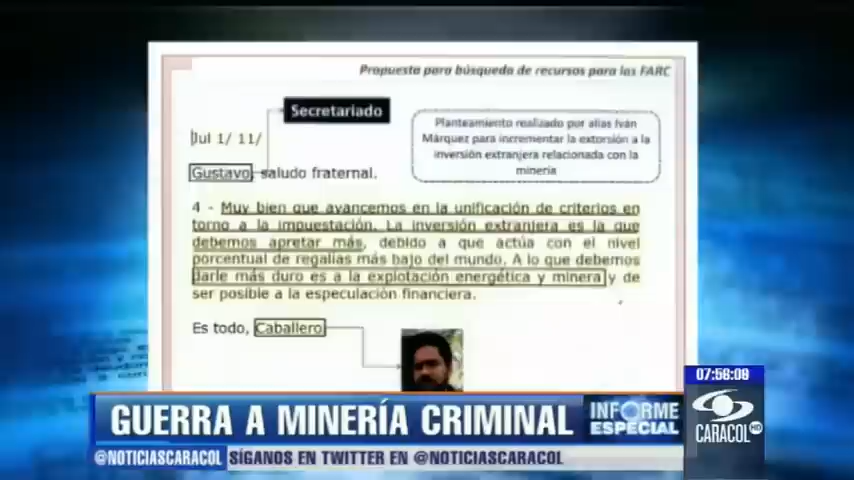 Propuesta para búsqueda de recursos para las FARC
Secretariado
Jul 1/ 11/
Planteamiento realizado por alias Iván
Márquez para incrementar la extorsión a la
inversión extranjera relacionada con la
minería
Gustavo, saludo fraternal.
4 - Muy bien que avancemos en la unificación de criterios en
torno a la impuestación. La inversión extranjera es la que
debemos apretar más, debido a que actúa con el nivel
porcentual de regalías más bajo del mundo. A lo que debemos
darle más duro es a la explotación energética y minera y de
ser posible a la especulación financiera.
Es todo, Caballero
07:58:09
GUERRA A MINERÍA CRIMINAL
INFORME
ESPECIAL
CARACOL HD
@NOTICIASCARACOL SÍGANOS EN TWITTER EN @NOTICIASCARACOL